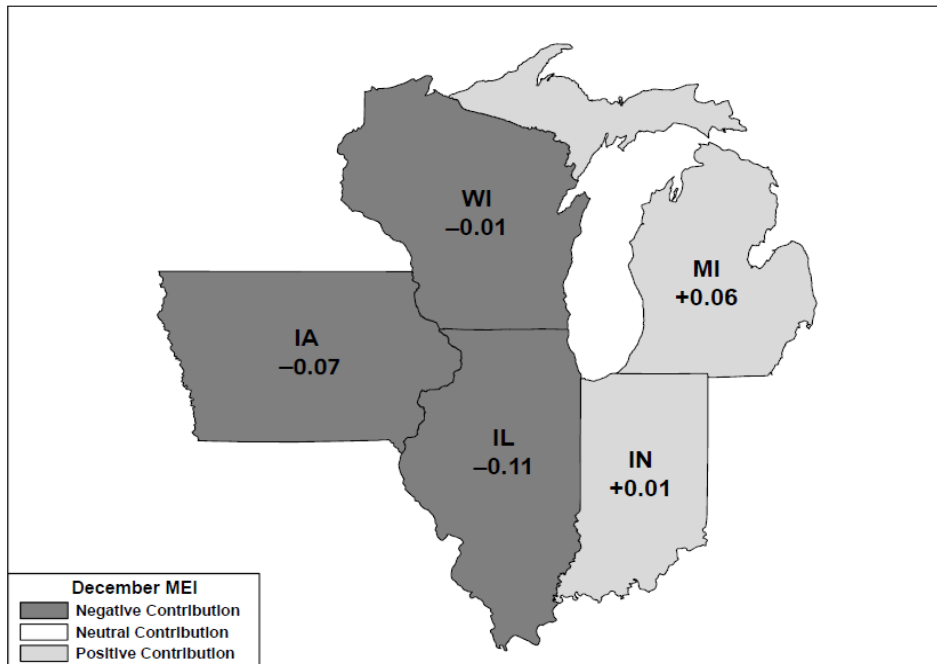 WI
–0.01
MI
+0.06
IA
–0.07
IL
–0.11
IN
+0.01
December MEI
Negative Contribution
Neutral Contribution
Positive Contribution